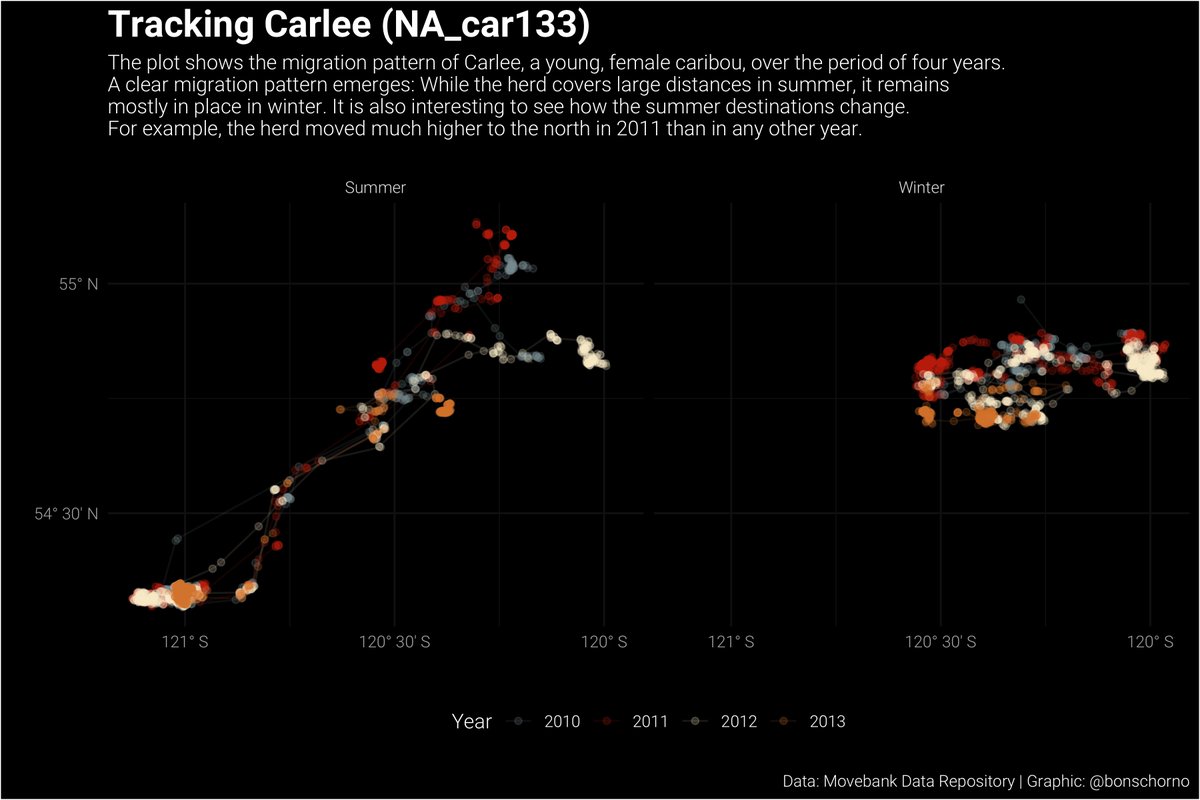 Tracking Carlee (NA_car133)
The plot shows the migration pattern of Carlee, a young, female caribou, over the period of four years.
A clear migration pattern emerges: While the herd covers large distances in summer, it remains
mostly in place in winter. It is also interesting to see how the summer destinations change.
For example, the herd moved much higher to the north in 2011 than in any other year.
Summer Winter
55° N
54° 30' N
121° S 120° 30' S 120° S 121° S 120° 30' S 120° S
Year 2010 2011 2012 2013
Data: Movebank Data Repository | Graphic: @bonschorno